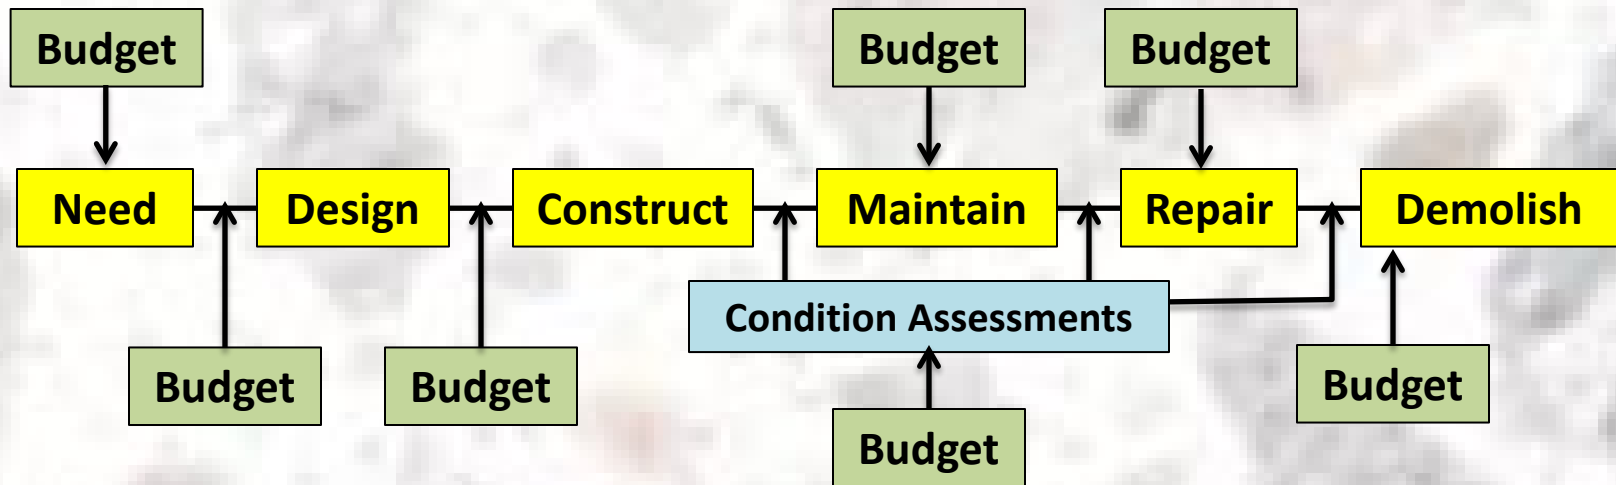 Budget
Budget
Budget
Need
Design
Construct
Maintain
Repair
Demolish
Condition Assessments
Budget
Budget
Budget
Budget